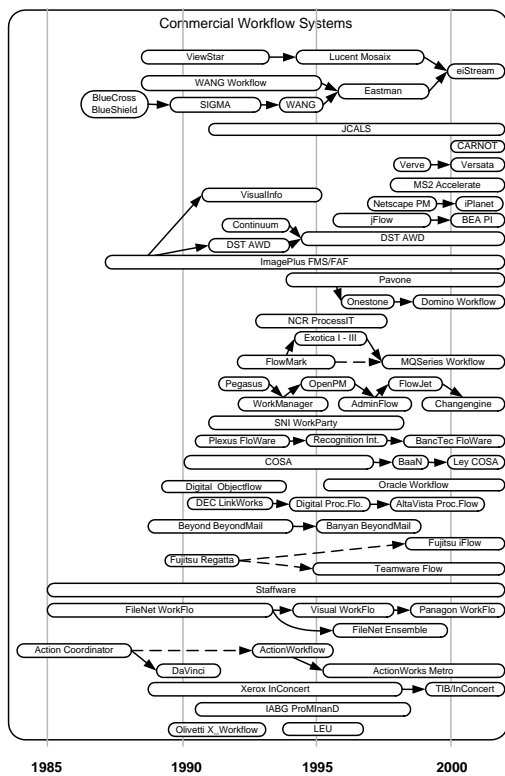 Commercial Workflow Systems
ViewStar
Lucent Mosaix
eiStream
WANG Workflow
Eastman
BlueCross
BlueShield
SIGMA
WANG
JCALS
CARNOT
Verve
Versata
MS2 Accelerate
VisualInfo
Netscape PM
iPlanet
jFlow
BEA PI
Continuum
DST AWD
DST AWD
ImagePlus FMS/FAF
Pavone
Onestone
Domino Workflow
NCR ProcessIT
Exotica I - III
FlowMark
MQSeries Workflow
Pegasus
OpenPM
FlowJet
WorkManager
AdminFlow
Changengine
SNI WorkParty
Plexus FloWare
Recognition Int.
BancTec FloWare
COSA
BaaN
Ley COSA
Digital Objectflow
Oracle Workflow
DEC LinkWorks
Digital Proc.Flo.
AltaVista Proc.Flow
Beyond BeyondMail
Banyan BeyondMail
Fujitsu iFlow
Fujitsu Regatta
Teamware Flow
Staffware
FileNet WorkFlo
Visual WorkFlo
Panagon WorkFlo
FileNet Ensemble
Action Coordinator
ActionWorkflow
DaVinci
ActionWorks Metro
Xerox InConcert
TIB/InConcert
IABG ProMInanD
Olivetti X_Workflow
LEU
1985
1990
1995
2000